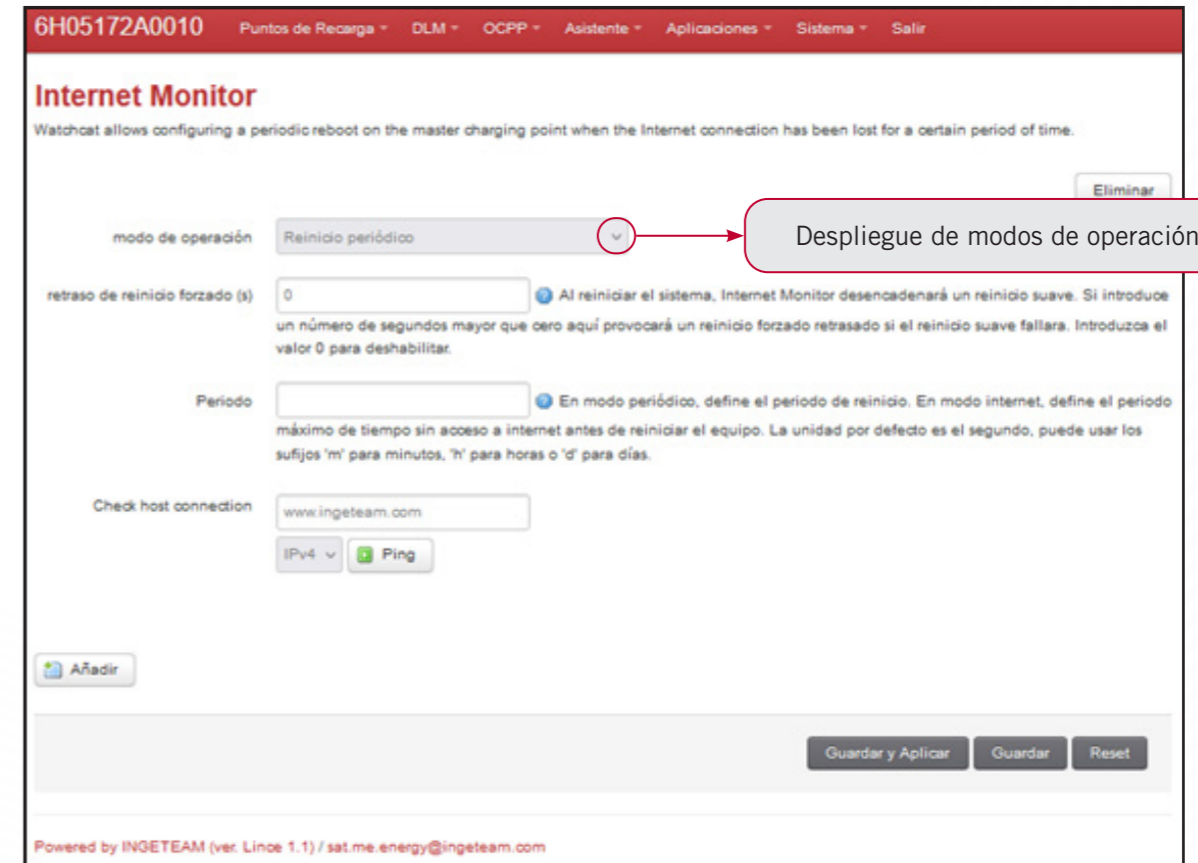 6H05172A0010 Puntos de Recarga DLM OCPP Asistente Aplicaciones Sistema Salir
Internet Monitor
Watchcat allows configuring a periodic reboot on the master charging point when the Internet connection has been lost for a certain period of time.
Eliminar
modo de operación Reinicio periódico Despliegue de modos de operación
retraso de reinicio forzado (s) 0 Al reiniciar el sistema, Internet Monitor desencadenará un reinicio suave. Si introduce
un número de segundos mayor que cero aquí provocará un reinicio forzado retrasado si el reinicio suave fallara. Introduzca el
valor 0 para deshabilitar.
Periodo En modo periódico, define el periodo de reinicio. En modo internet, define el periodo
máximo de tiempo sin acceso a internet antes de reiniciar el equipo. La unidad por defecto es el segundo, puede usar los
sufijos 'm' para minutos, 'h' para horas o 'd' para días.
Check host connection www.ingeteam.com
IPv4 Ping
Añadir
Guardar y Aplicar Guardar Reset
Powered by INGETEAM (ver. Lince 1.1) / sat.me.energy@ingeteam.com